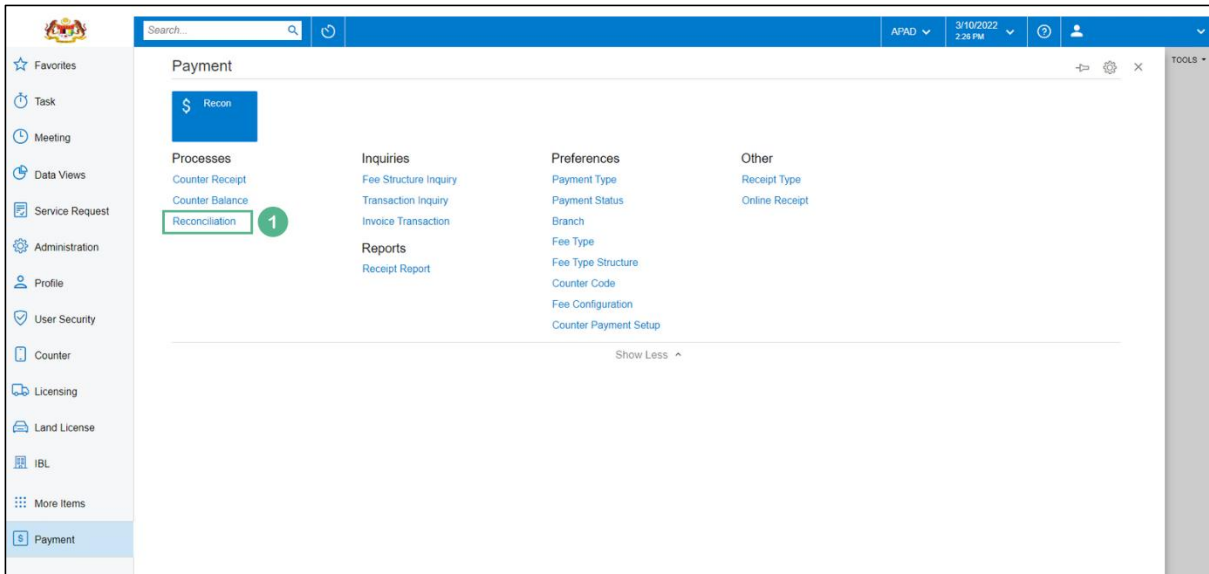 Search...
APAD
3/10/2022
2:26 PM
TOOLS
Favorites
Task
Meeting
Data Views
Service Request
Administration
Profile
User Security
Counter
Licensing
Land License
IBL
More Items
Payment
Payment
$ Recon
Processes
Counter Receipt
Counter Balance
Reconciliation
1
Inquiries
Fee Structure Inquiry
Transaction Inquiry
Invoice Transaction
Reports
Receipt Report
Preferences
Payment Type
Payment Status
Branch
Fee Type
Fee Type Structure
Counter Code
Fee Configuration
Counter Payment Setup
Other
Receipt Type
Online Receipt
Show Less